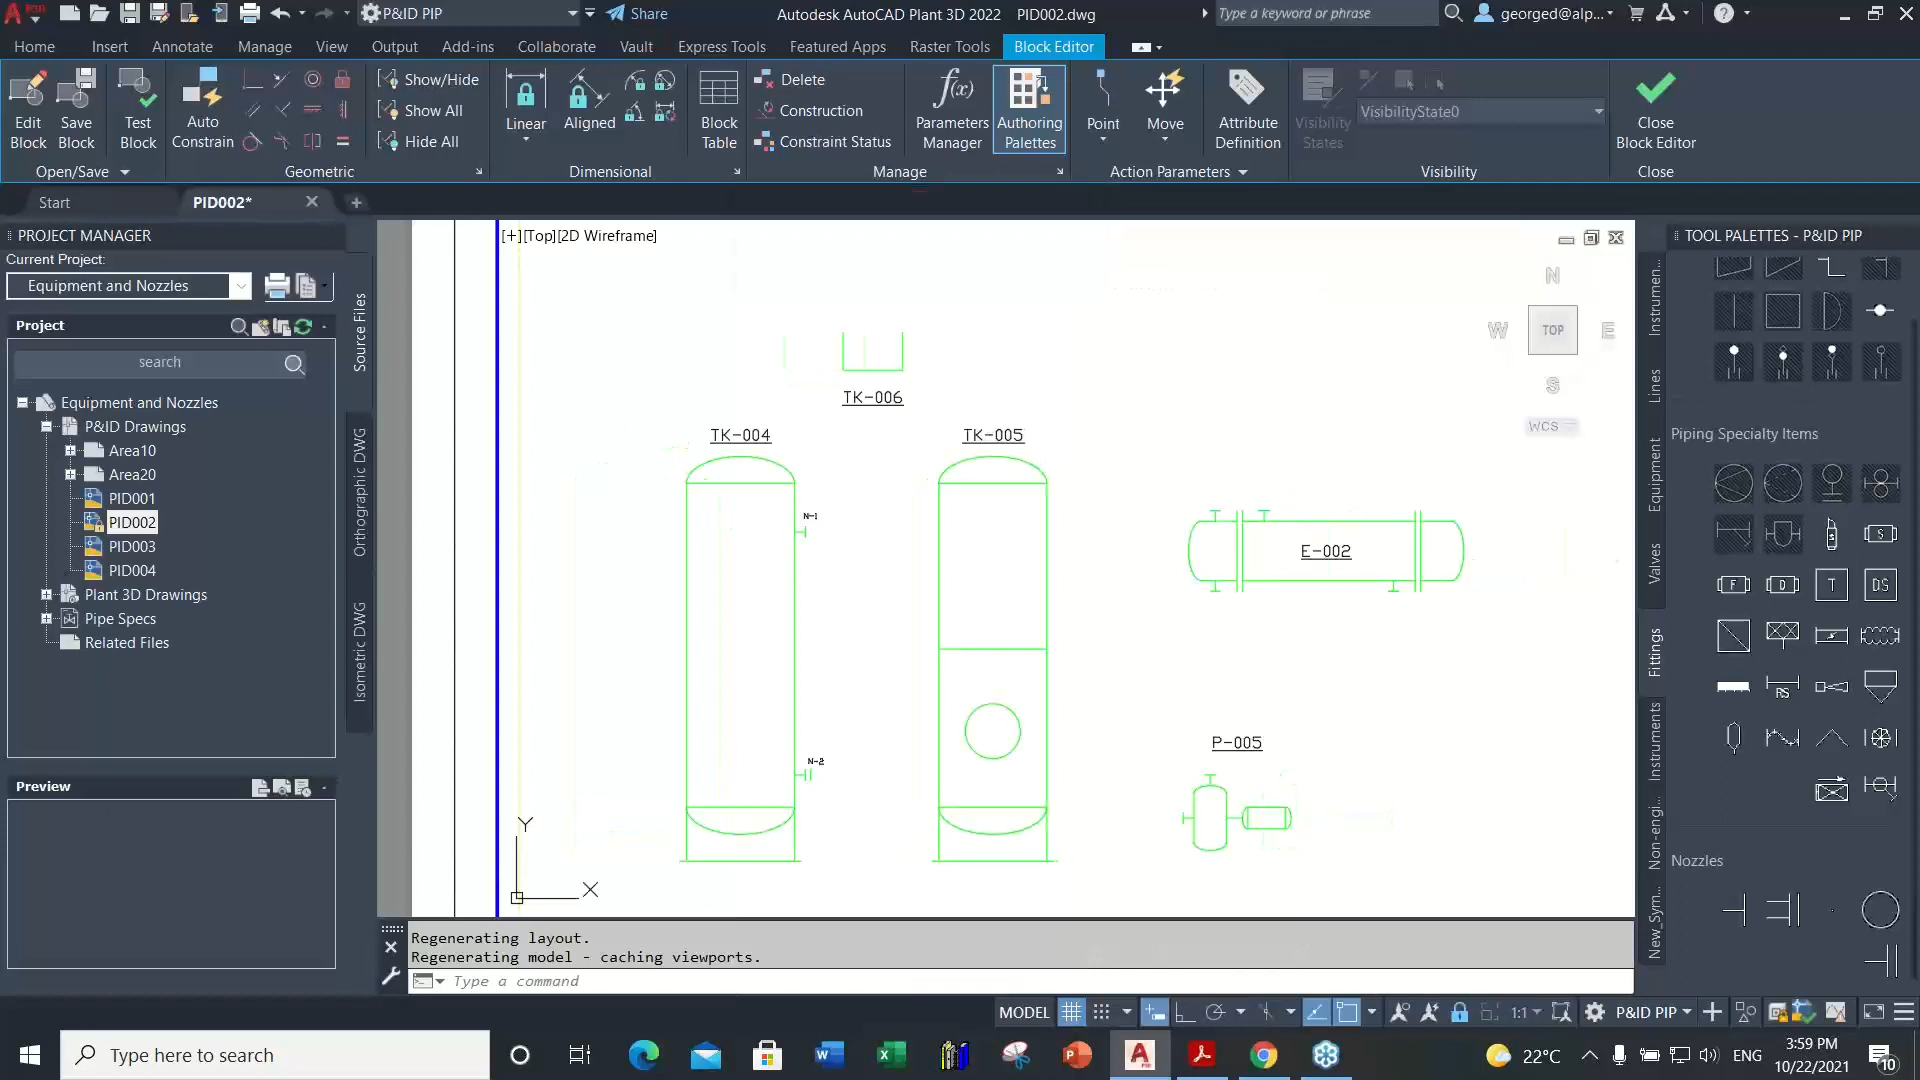 P&ID PIP
Share
Autodesk AutoCAD Plant 3D 2022 PID002.dwg
Type a keyword or phrase
georged@alp...
Home Insert Annotate Manage View Output Add-ins Collaborate Vault Express Tools Featured Apps Raster Tools Block Editor
Edit Block
Save Block
Test Block
Auto Constrain
Show/Hide
Show All
Hide All
Linear
Aligned
Block Table
Delete
Construction
Constraint Status
Parameters Manager
Authoring Palettes
Point
Move
Attribute Definition
Visibility States
VisibilityState0
Close Block Editor
Open/Save Geometric Dimensional Manage Action Parameters Visibility Close
Start PID002*
PROJECT MANAGER
Current Project:
Equipment and Nozzles
Project
search
Equipment and Nozzles
P&ID Drawings
Area10
Area20
PID001
PID002
PID003
PID004
Plant 3D Drawings
Pipe Specs
Related Files
Preview
Source Files
Orthographic DWG
Isometric DWG
[+][Top][2D Wireframe]
N
W TOP E
S
WCS
TK-006
TK-004 TK-005
N-1
E-002
P-005
N-2
Y
X
Regenerating layout.
Regenerating model - caching viewports.
Type a command
TOOL PALETTES - P&ID PIP
Instrumen...
Lines
Equipment
Valves
Fittings
Instruments
Non-engi...
New_Sym...
Piping Specialty Items
S
F D T DS
RS
Nozzles
MODEL 1:1 P&ID PIP
Type here to search
22°C
ENG
3:59 PM
10/22/2021
10